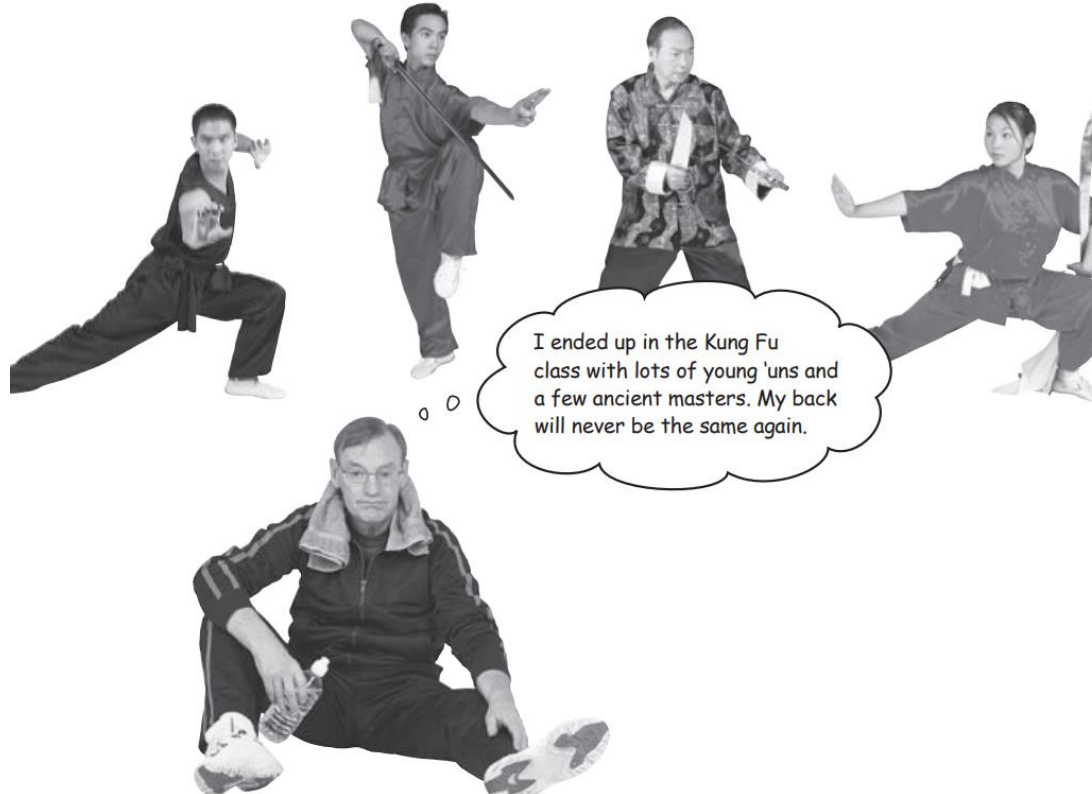 I ended up in the Kung Fu
class with lots of young ‘uns and
a few ancient masters. My back
will never be the same again.